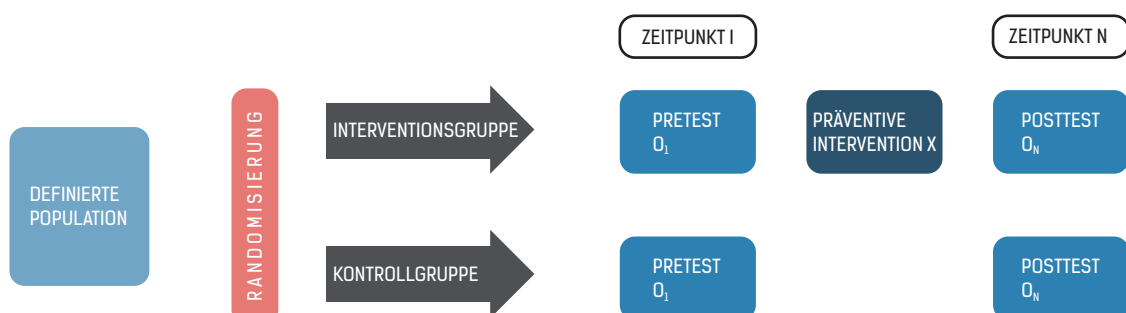 ZEITPUNKT I
ZEITPUNKT N
DEFINIERTE
POPULATION
RANDOMISIERUNG
INTERVENTIONSGRUPPE
PRETEST
O₁
PRÄVENTIVE
INTERVENTION X
POSTTEST
Oₙ
KONTROLLGRUPPE
PRETEST
O₁
POSTTEST
Oₙ